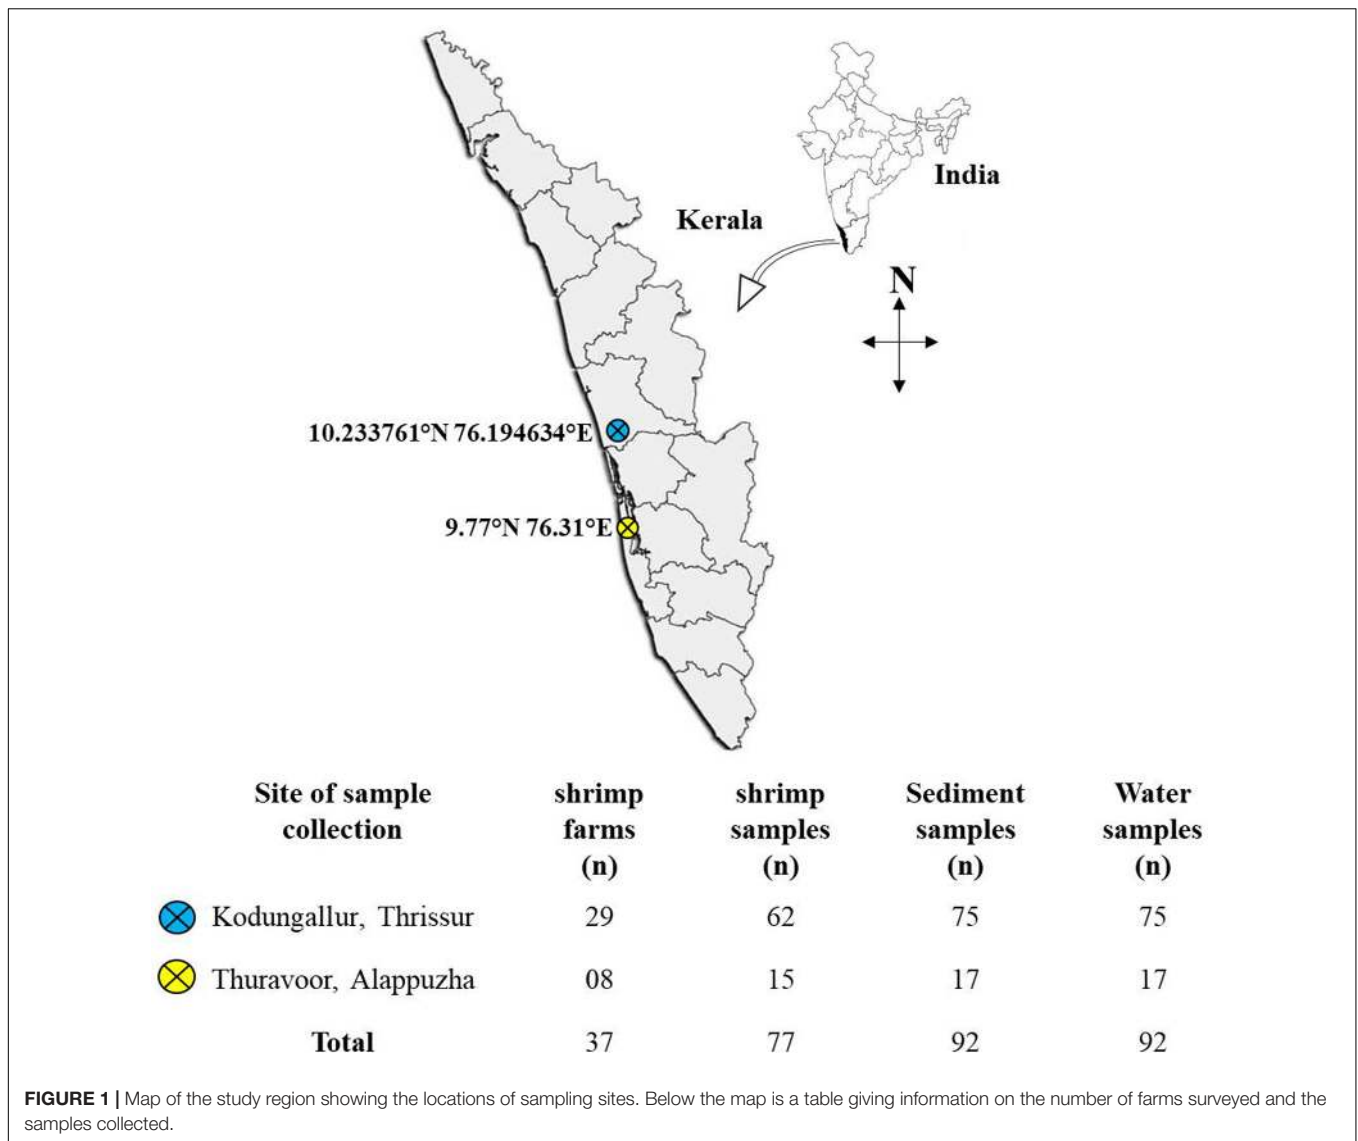 India
Kerala
N
10.233761°N 76.194634°E
9.77°N 76.31°E
Site of sample collection
shrimp farms (n)
shrimp samples (n)
Sediment samples (n)
Water samples (n)
Kodungallur, Thrissur 29 62 75 75
Thuravoor, Alappuzha 08 15 17 17
Total 37 77 92 92
FIGURE 1 | Map of the study region showing the locations of sampling sites. Below the map is a table giving information on the number of farms surveyed and the
samples collected.